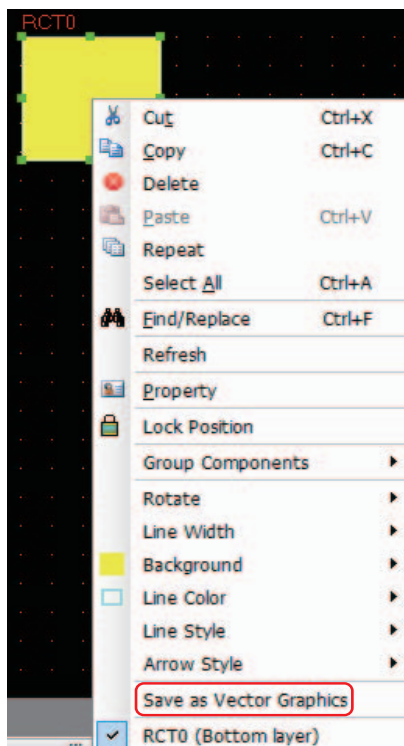 RCT0
Cut Ctrl+X
Copy Ctrl+C
Delete
Paste Ctrl+V
Repeat
Select All Ctrl+A
Find/Replace Ctrl+F
Refresh
Property
Lock Position
Group Components
Rotate
Line Width
Background
Line Color
Line Style
Arrow Style
Save as Vector Graphics
RCT0 (Bottom layer)